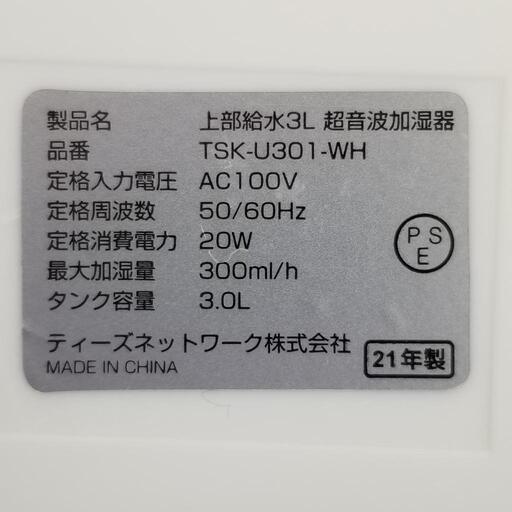 製品名 上部給水3L 超音波加湿器
品番 TSK-U301-WH
定格入力電圧 AC100V
定格周波数 50/60Hz
定格消費電力 20W
最大加湿量 300ml/h
タンク容量 3.0L
PSE
ティーズネットワーク株式会社
MADE IN CHINA
21年製